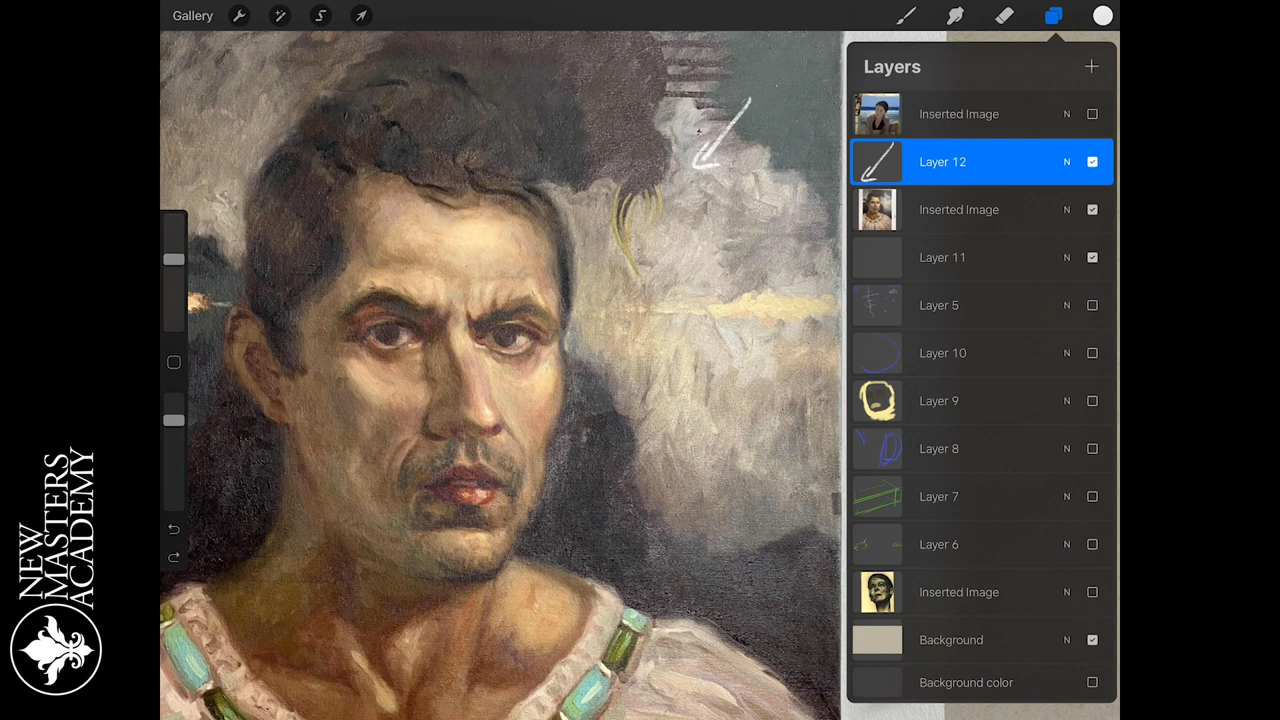 Gallery
Layers
Inserted Image N
Layer 12 N
Inserted Image N
Layer 11 N
Layer 5 N
Layer 10 N
Layer 9 N
Layer 8 N
Layer 7 N
Layer 6 N
Inserted Image N
Background N
Background color
NEW
MASTERS
ACADEMY